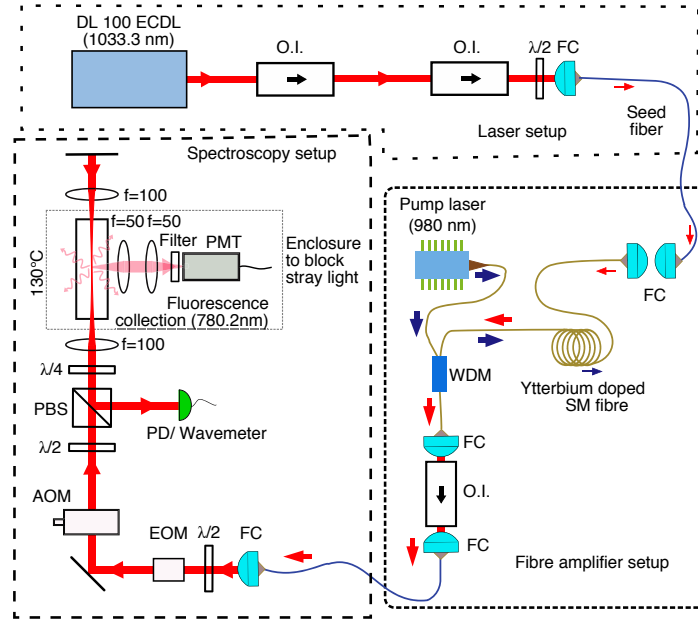 DL 100 ECDL
(1033.3 nm)
O.I.
O.I.
λ/2
FC
Seed
fiber
Laser setup
Spectroscopy setup
f=100
f=50
f=50
Filter
PMT
130°C
Enclosure
to block
stray light
Fluorescence
collection (780.2nm)
f=100
λ/4
PBS
PD/ Wavemeter
λ/2
AOM
EOM
λ/2
FC
Pump laser
(980 nm)
FC
WDM
Ytterbium doped
SM fibre
FC
O.I.
FC
Fibre amplifier setup